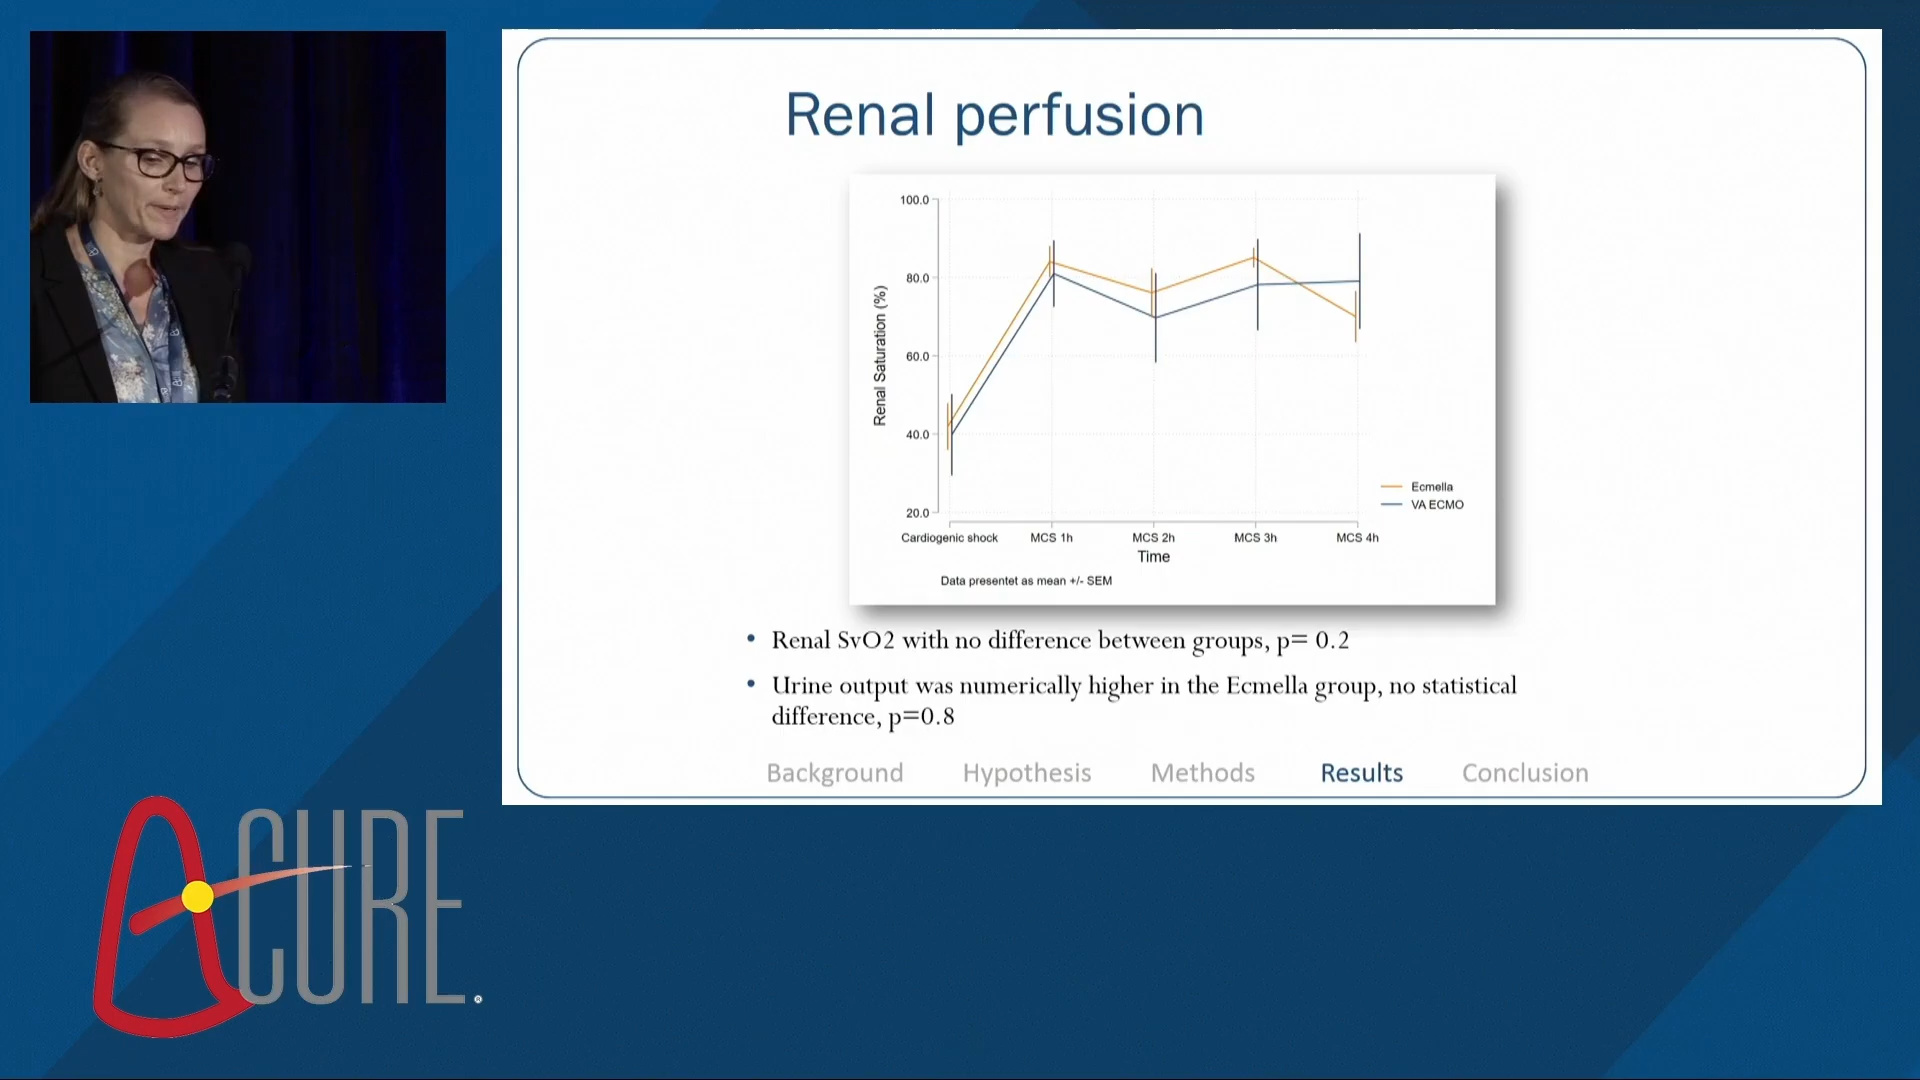 Renal perfusion
100.0
80.0
60.0
40.0
20.0
Renal Saturation (%)
Cardiogenic shock
MCS 1h
MCS 2h
MCS 3h
MCS 4h
Time
Ecmella
VA ECMO
Data presentet as mean +/- SEM
• Renal SvO2 with no difference between groups, p= 0.2
• Urine output was numerically higher in the Ecmella group, no statistical
difference, p=0.8
Background Hypothesis Methods Results Conclusion
ACURE.®